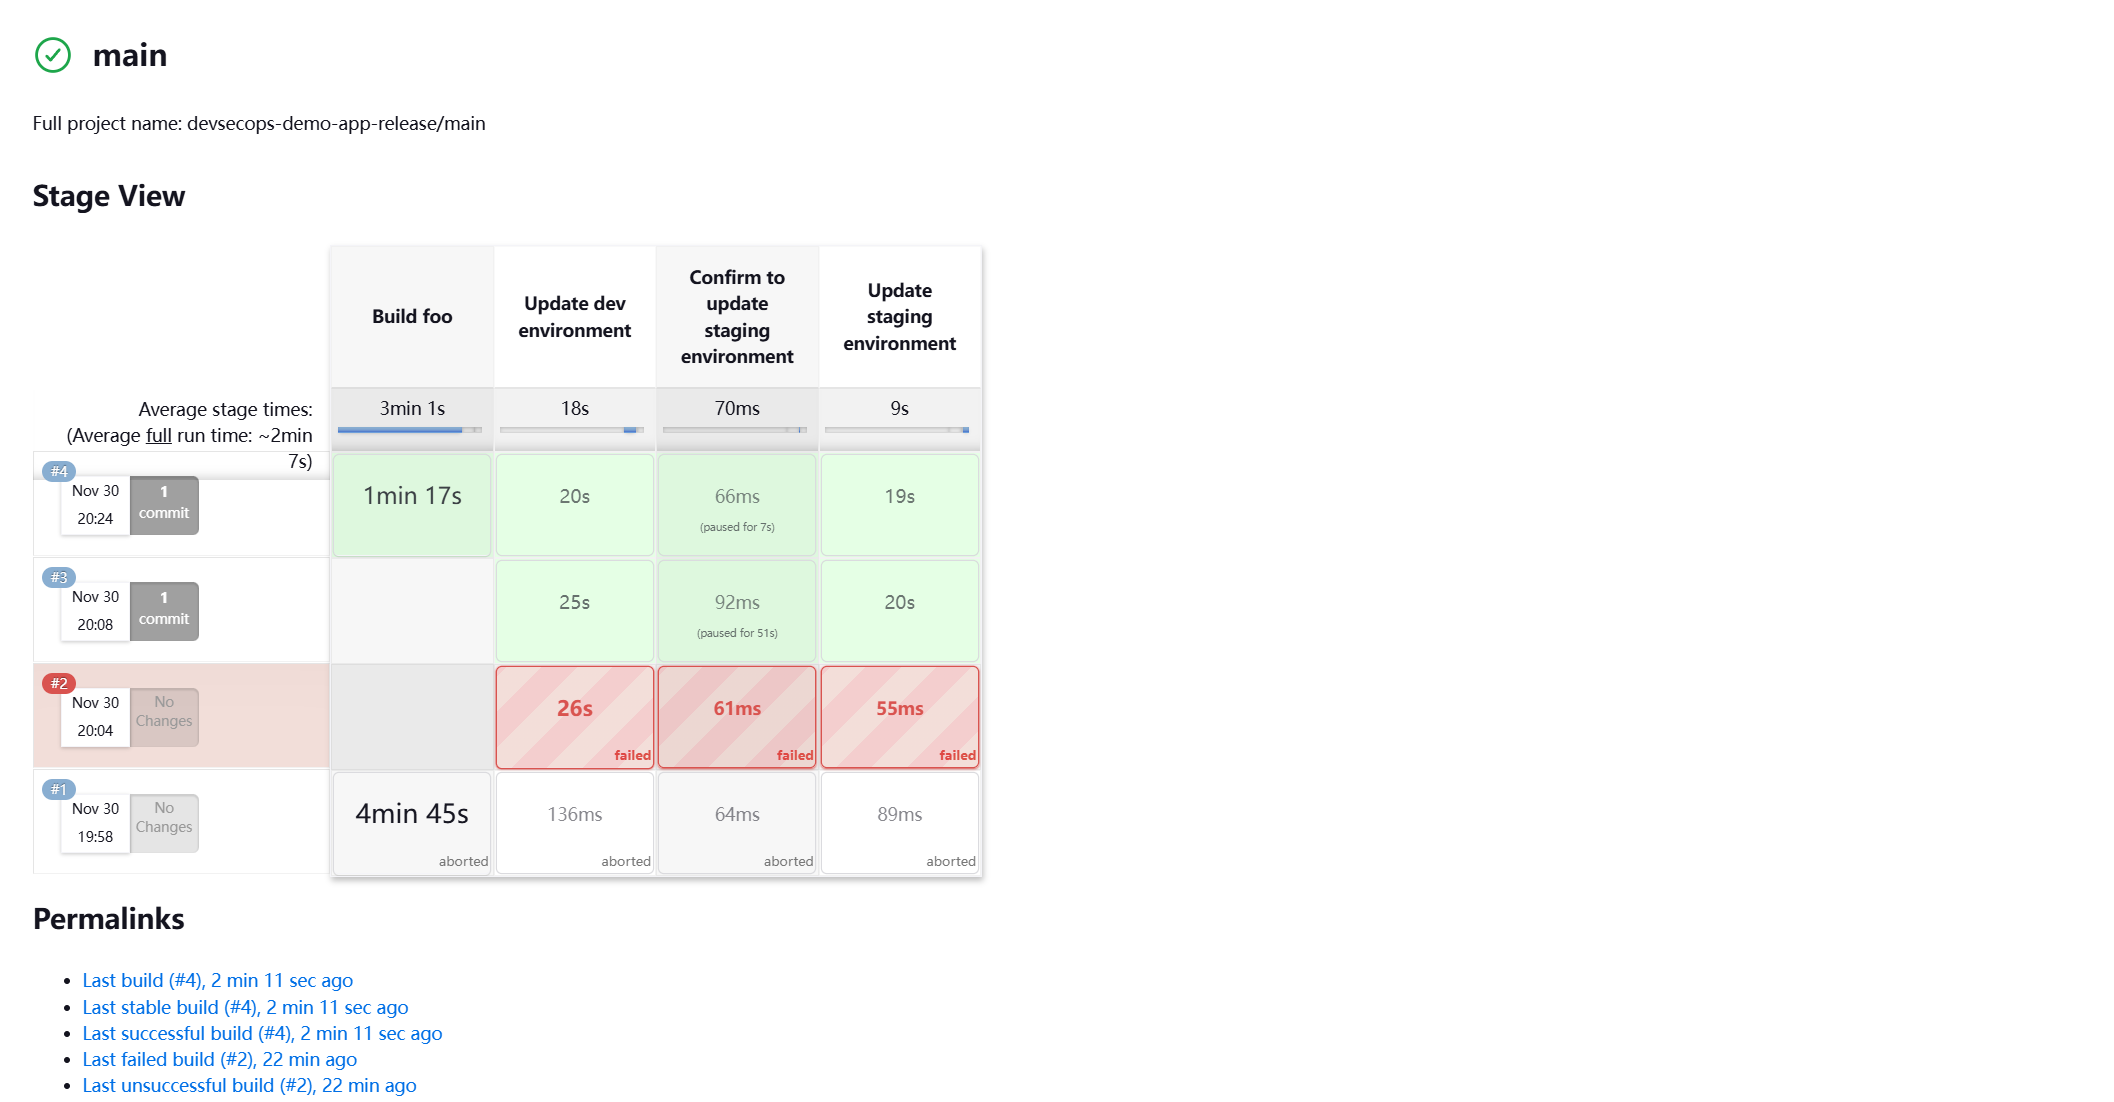 main
Full project name: devsecops-demo-app-release/main
Stage View
Build foo
Update dev
environment
Confirm to
update
staging
environment
Update
staging
environment
Average stage times:
(Average full run time: ~2min
7s)
3min 1s
18s
70ms
9s
#4
Nov 30
20:24
1
commit
1min 17s
20s
66ms
(paused for 7s)
19s
#3
Nov 30
20:08
1
commit
25s
92ms
(paused for 51s)
20s
#2
Nov 30
20:04
No
Changes
26s
failed
61ms
failed
55ms
failed
#1
Nov 30
19:58
No
Changes
4min 45s
aborted
136ms
aborted
64ms
aborted
89ms
aborted
Permalinks
Last build (#4), 2 min 11 sec ago
Last stable build (#4), 2 min 11 sec ago
Last successful build (#4), 2 min 11 sec ago
Last failed build (#2), 22 min ago
Last unsuccessful build (#2), 22 min ago